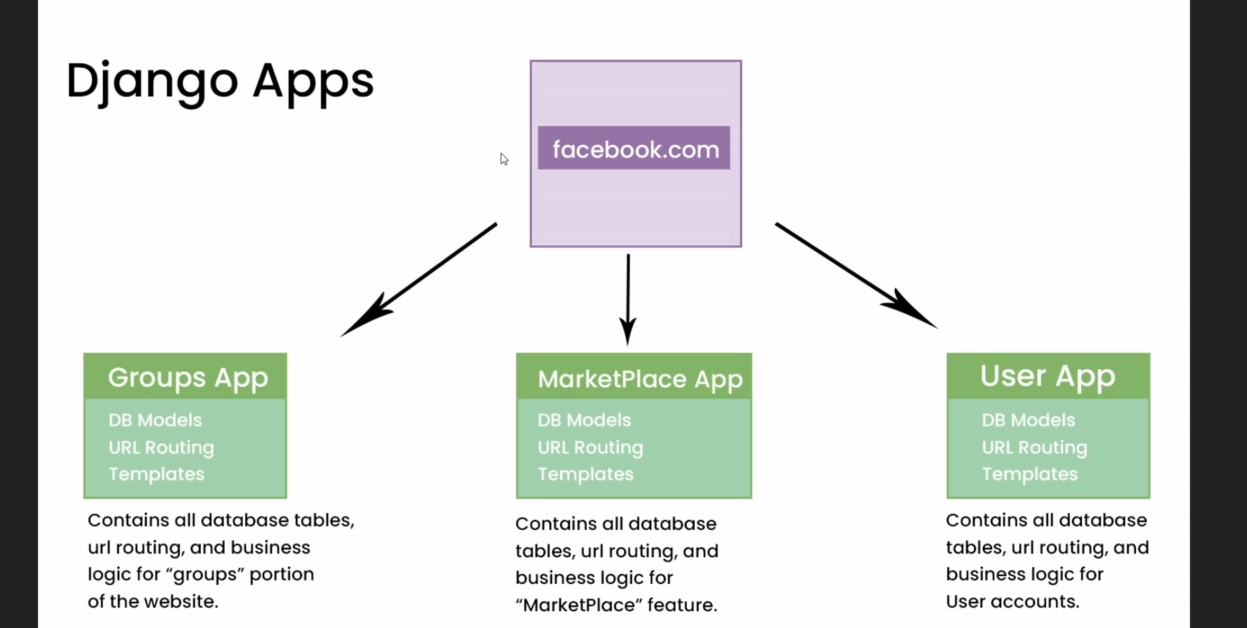 Django Apps
facebook.com
Groups App
DB Models
URL Routing
Templates
Contains all database tables,
url routing, and business
logic for “groups” portion
of the website.
MarketPlace App
DB Models
URL Routing
Templates
Contains all database
tables, url routing, and
business logic for
“MarketPlace” feature.
User App
DB Models
URL Routing
Templates
Contains all database
tables, url routing, and
business logic for
User accounts.